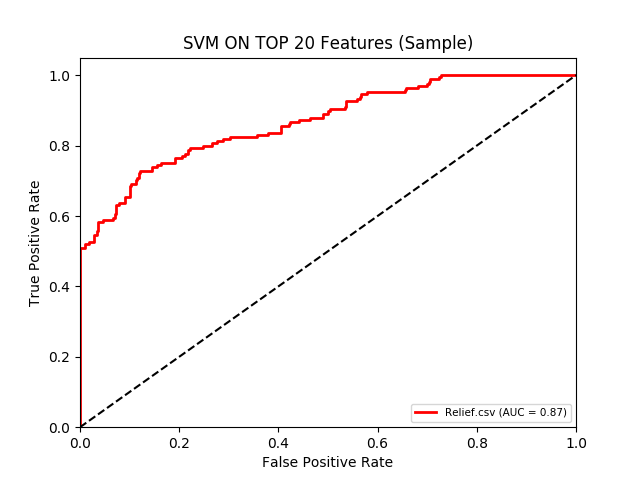 SVM ON TOP 20 Features (Sample)
1.0
0.8
0.6
0.4
0.2
0.0
True Positive Rate
Relief.csv (AUC = 0.87)
0.0 0.2 0.4 0.6 0.8 1.0
False Positive Rate